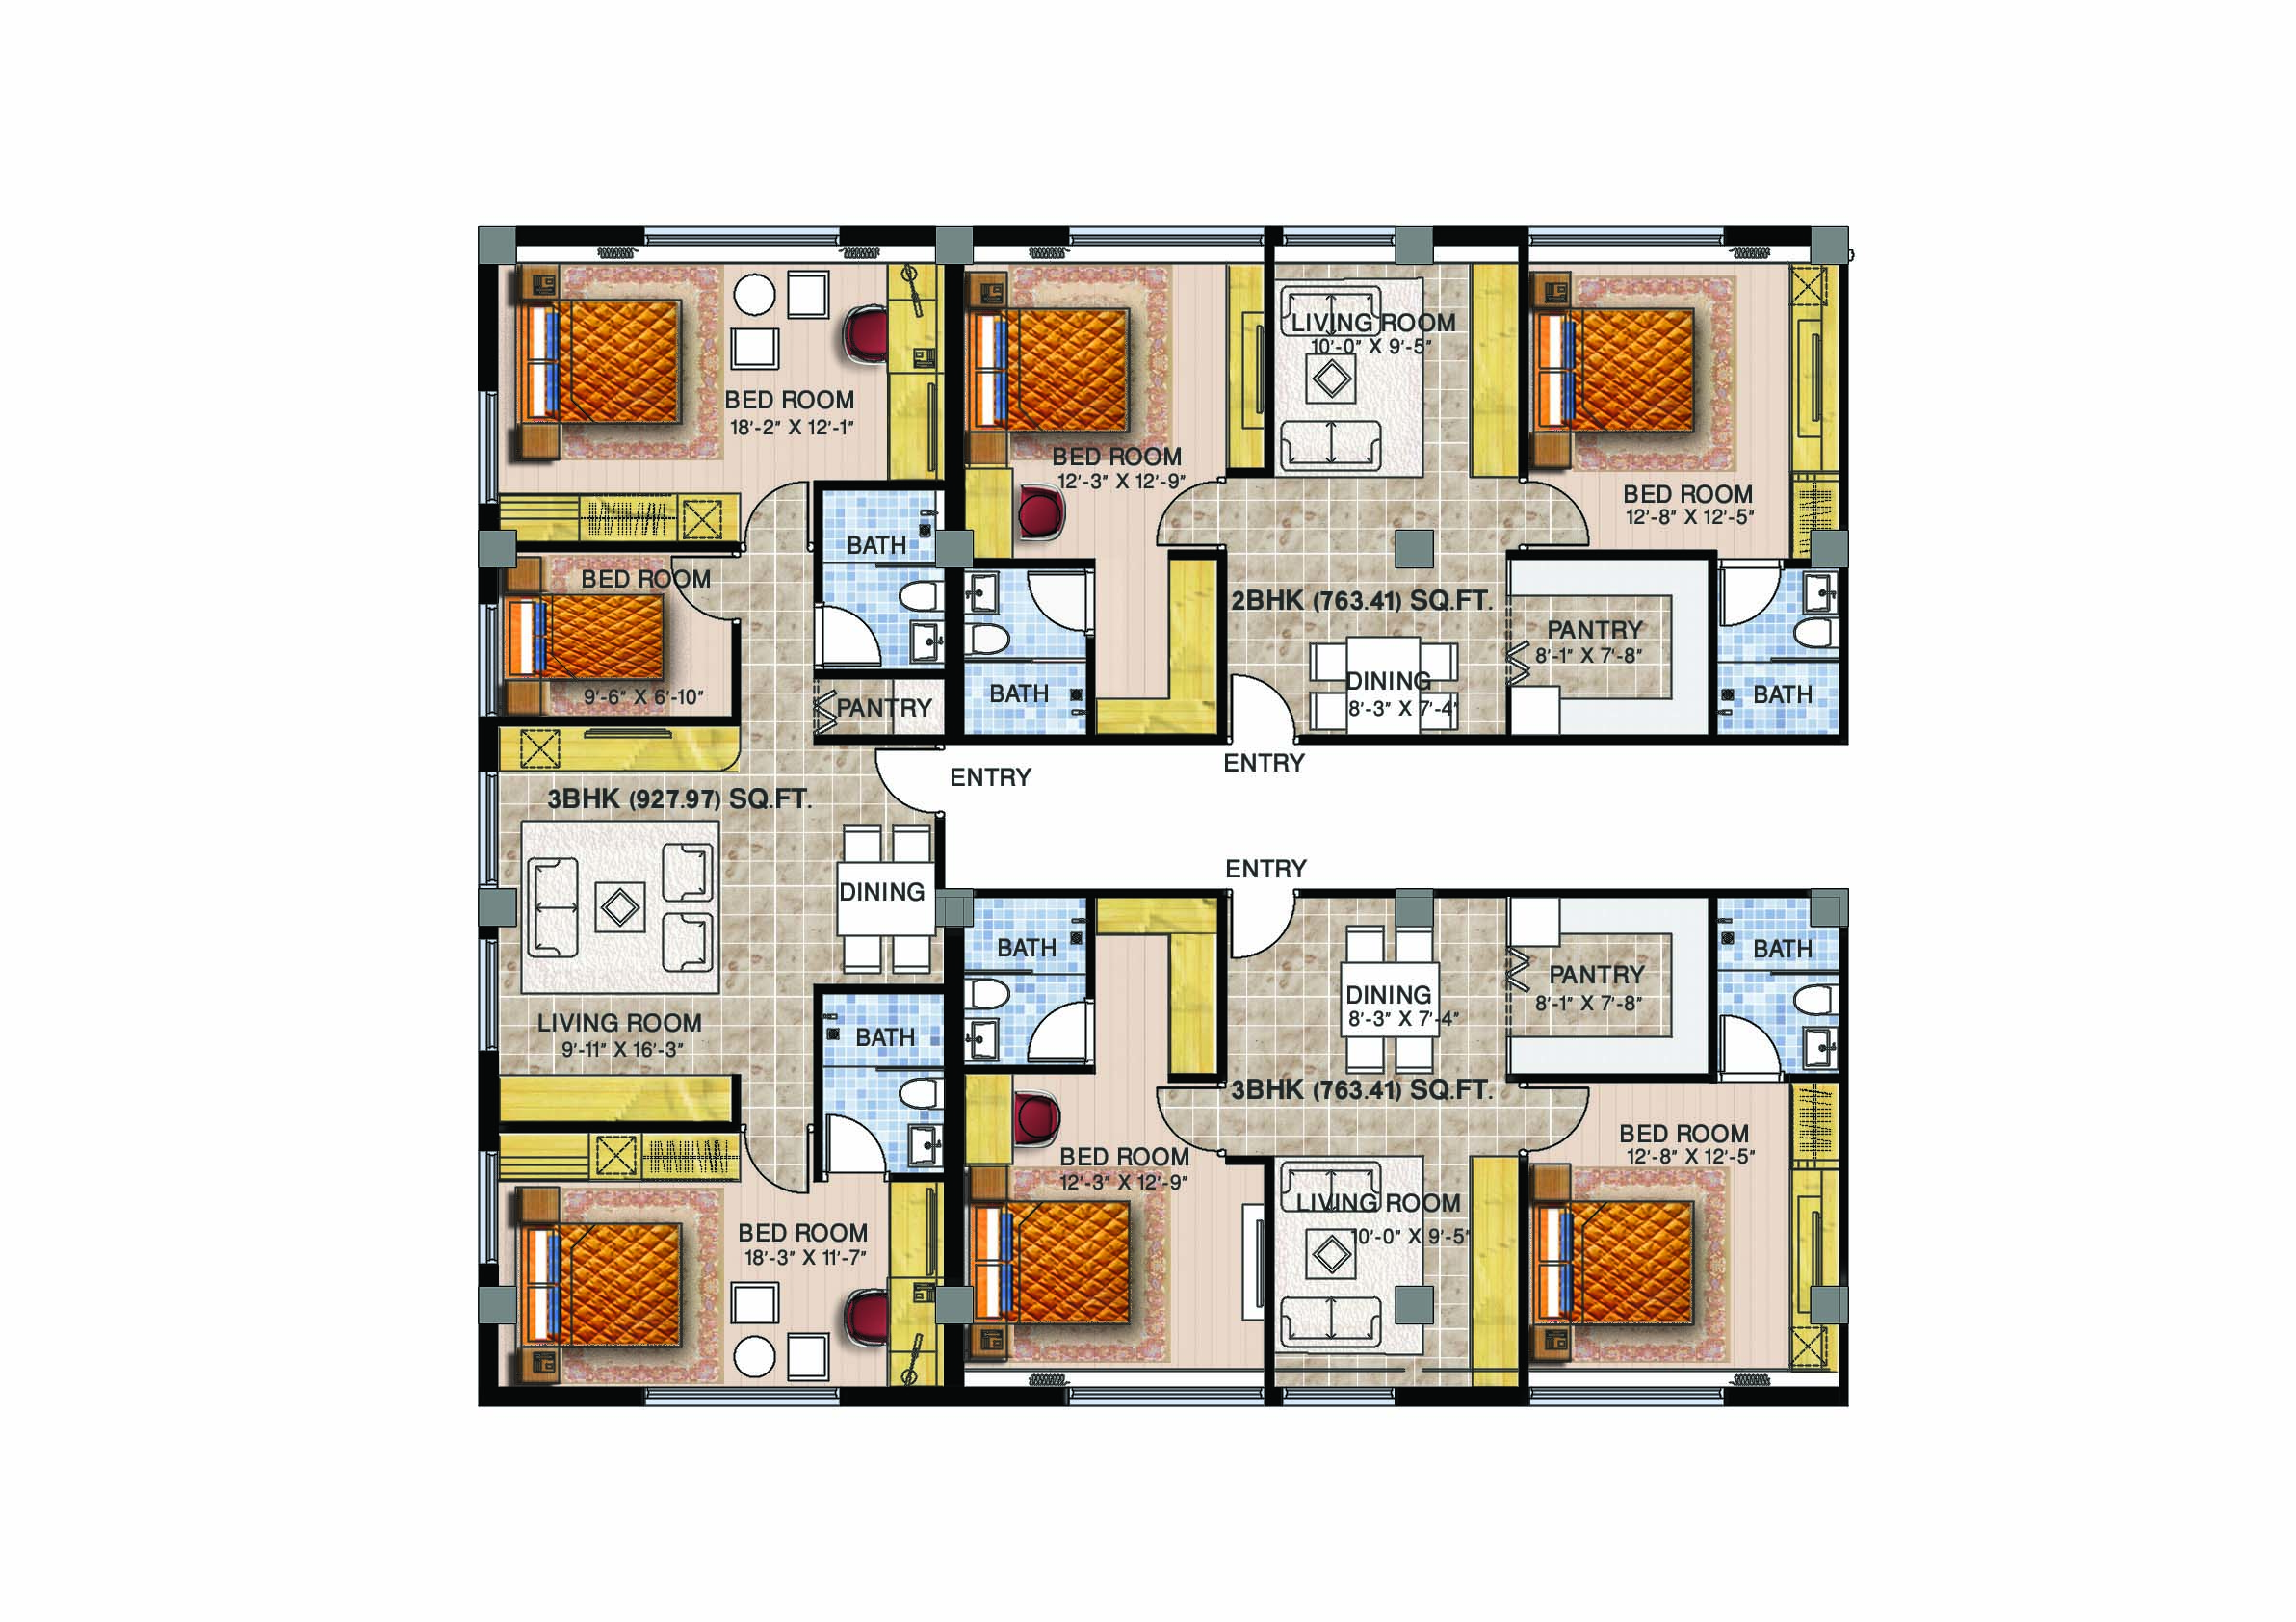 BED ROOM
18'-2" X 12'-1"
BATH
BED ROOM
9'-6" X 6'-10"
PANTRY
ENTRY
3BHK (927.97) SQ.FT.
DINING
LIVING ROOM
9'-11" X 16'-3"
BATH
BED ROOM
18'-3" X 11'-7"
LIVING ROOM
10'-0" X 9'-5"
BED ROOM
12'-3" X 12'-9"
BED ROOM
12'-8" X 12'-5"
2BHK (763.41) SQ.FT.
PANTRY
8'-1" X 7'-8"
BATH
DINING
8'-3" X 7'-4"
BATH
ENTRY
ENTRY
BATH
DINING
8'-3" X 7'-4"
PANTRY
8'-1" X 7'-8"
BATH
3BHK (763.41) SQ.FT.
BED ROOM
12'-3" X 12'-9"
LIVING ROOM
10'-0" X 9'-5"
BED ROOM
12'-8" X 12'-5"